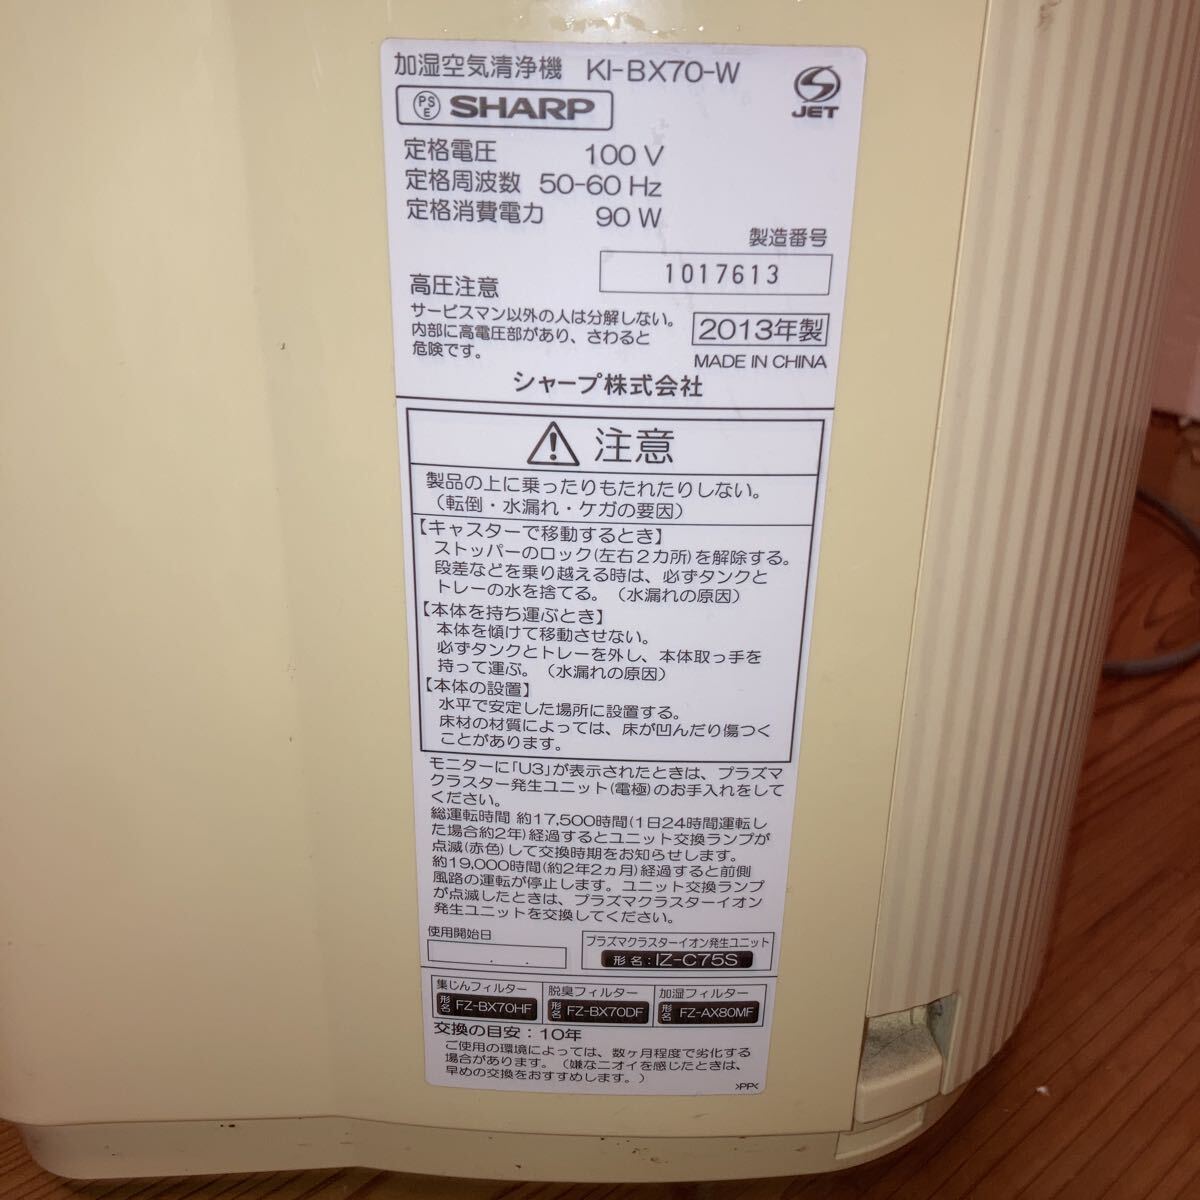 加湿空気清浄機 KI-BX70-W
PSE SHARP
JET
定格電圧 100 V
定格周波数 50-60 Hz
定格消費電力 90 W
製造番号
1017613
高圧注意
サービスマン以外の人は分解しない。
内部に高電圧部があり、さわると
危険です。
2013年製
MADE IN CHINA
シャープ株式会社
注意
製品の上に乗ったりもたれたりしない。
（転倒・水漏れ・ケガの要因）
【キャスターで移動するとき】
ストッパーのロック(左右２カ所)を解除する。
段差などを乗り越える時は、必ずタンクと
トレーの水を捨てる。（水漏れの原因）
【本体を持ち運ぶとき】
本体を傾けて移動させない。
必ずタンクとトレーを外し、本体取っ手を
持って運ぶ。（水漏れの原因）
【本体の設置】
水平で安定した場所に設置する。
床材の材質によっては、床が凹んだり傷つく
ことがあります。
モニターに｢U3｣が表示されたときは、プラズマ
クラスター発生ユニット(電極)のお手入れをして
ください。
総運転時間 約17,500時間(1日24時間運転し
た場合約2年)経過するとユニット交換ランプが
点滅(赤色)して交換時期をお知らせします。
約19,000時間(約2年2ヵ月)経過すると前側
風路の運転が停止します。ユニット交換ランプ
が点滅したときは、プラズマクラスターイオン
発生ユニットを交換してください。
使用開始日
. .
プラズマクラスターイオン発生ユニット
形名:IZ-C75S
集じんフィルター
形名 FZ-BX70HF
脱臭フィルター
形名 FZ-BX70DF
加湿フィルター
形名 FZ-AX80MF
交換の目安：10年
ご使用の環境によっては、数ヶ月程度で劣化する
場合があります。（嫌なニオイを感じたときは、
早めの交換をおすすめします。）
>PP<